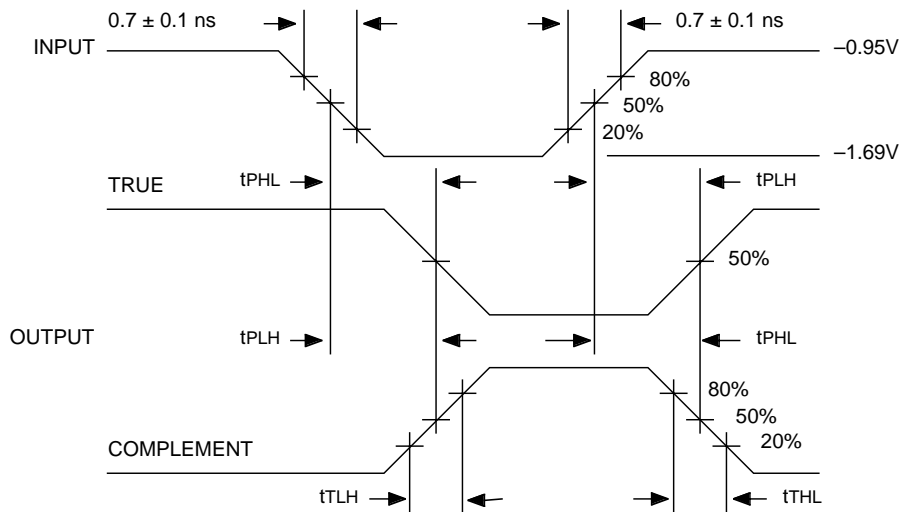 0.7 ± 0.1 ns
0.7 ± 0.1 ns
INPUT
–0.95V
80%
50%
20%
–1.69V
tPHL
tPLH
TRUE
50%
OUTPUT
tPLH
tPHL
80%
50%
20%
COMPLEMENT
tTLH
tTHL